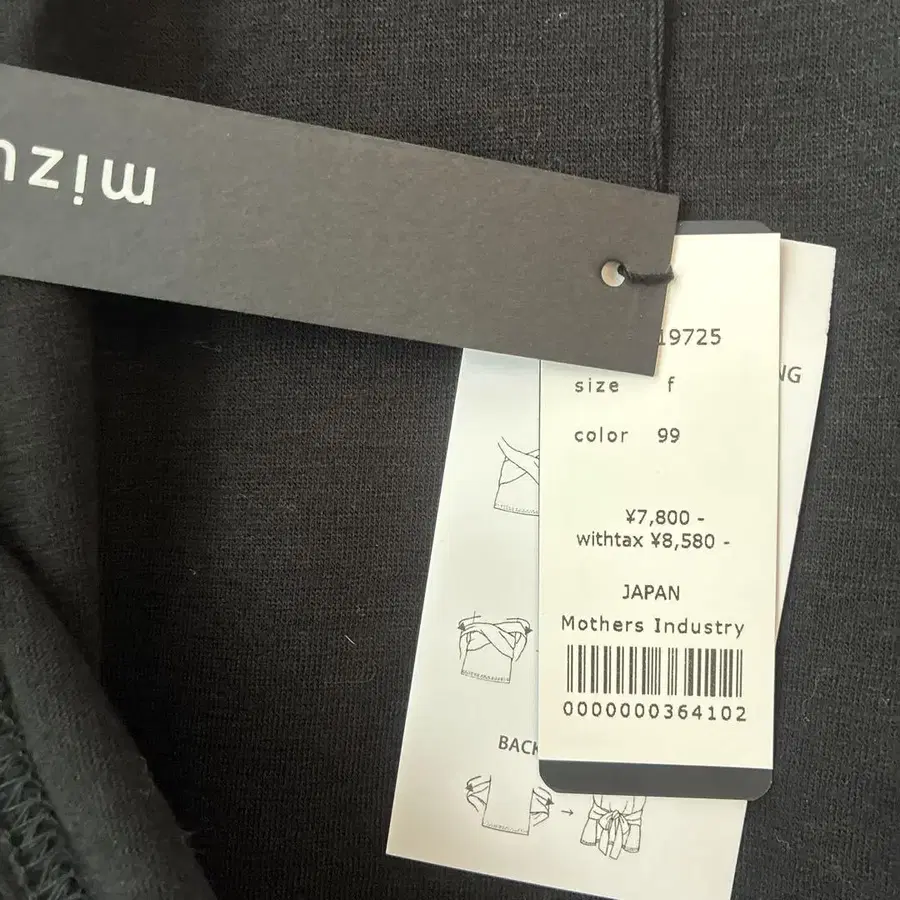 mizu
19725
size f
color 99
¥7,800 -
withtax ¥8,580 -
JAPAN
Mothers Industry
0000000364102
NG
BACK